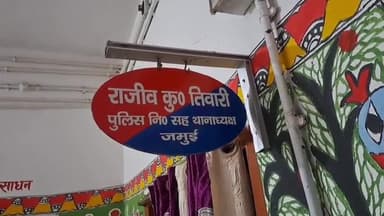 राजीव कु० तिवारी
पुलिस नि० सह थानाध्यक्ष
जमुई
साधन